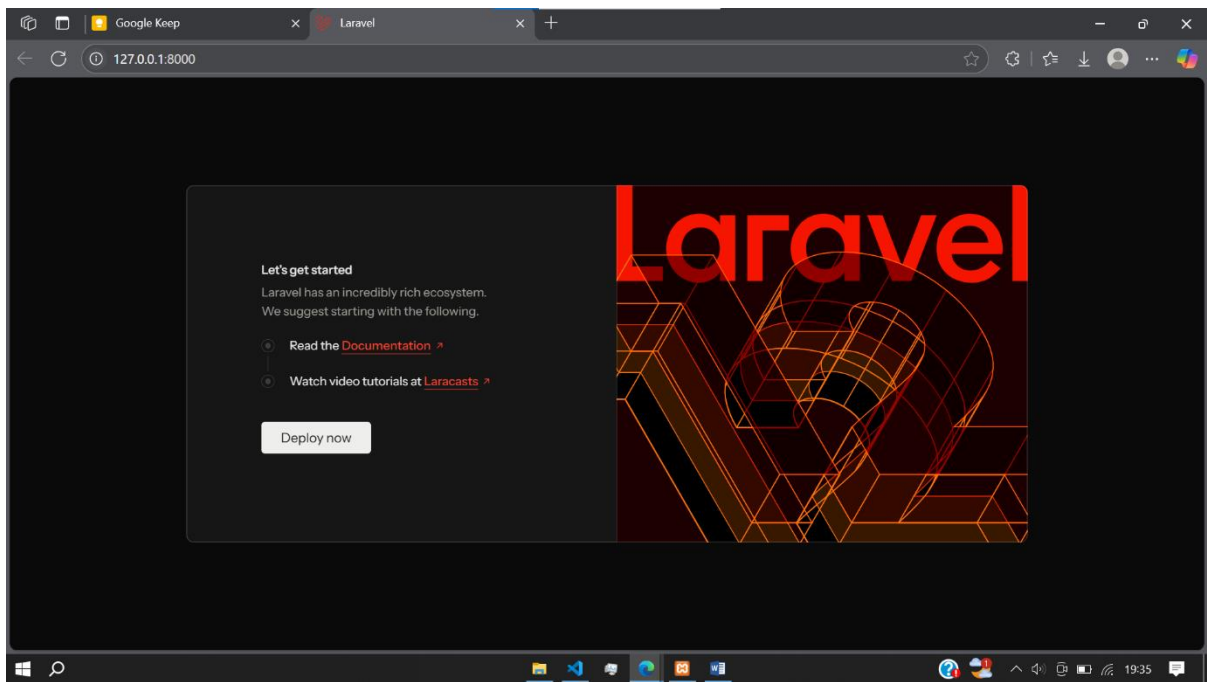 Google Keep
Laravel
127.0.0.1:8000
Laravel
Let's get started
Laravel has an incredibly rich ecosystem.
We suggest starting with the following.
Read the Documentation
Watch video tutorials at Laracasts
Deploy now
19:35